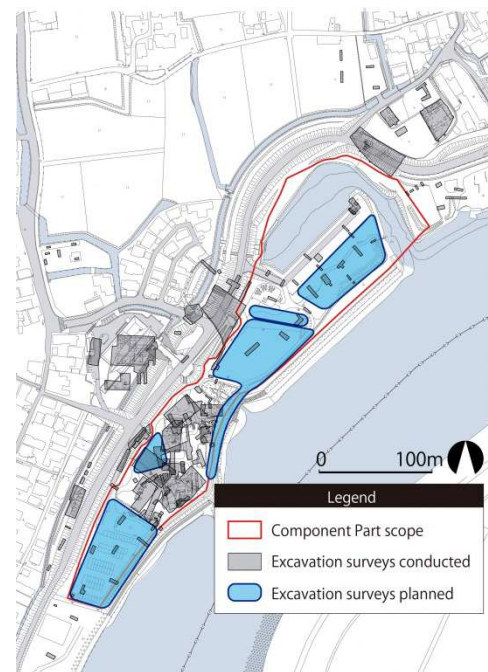 0 100m
Legend
Component Part scope
Excavation surveys conducted
Excavation surveys planned